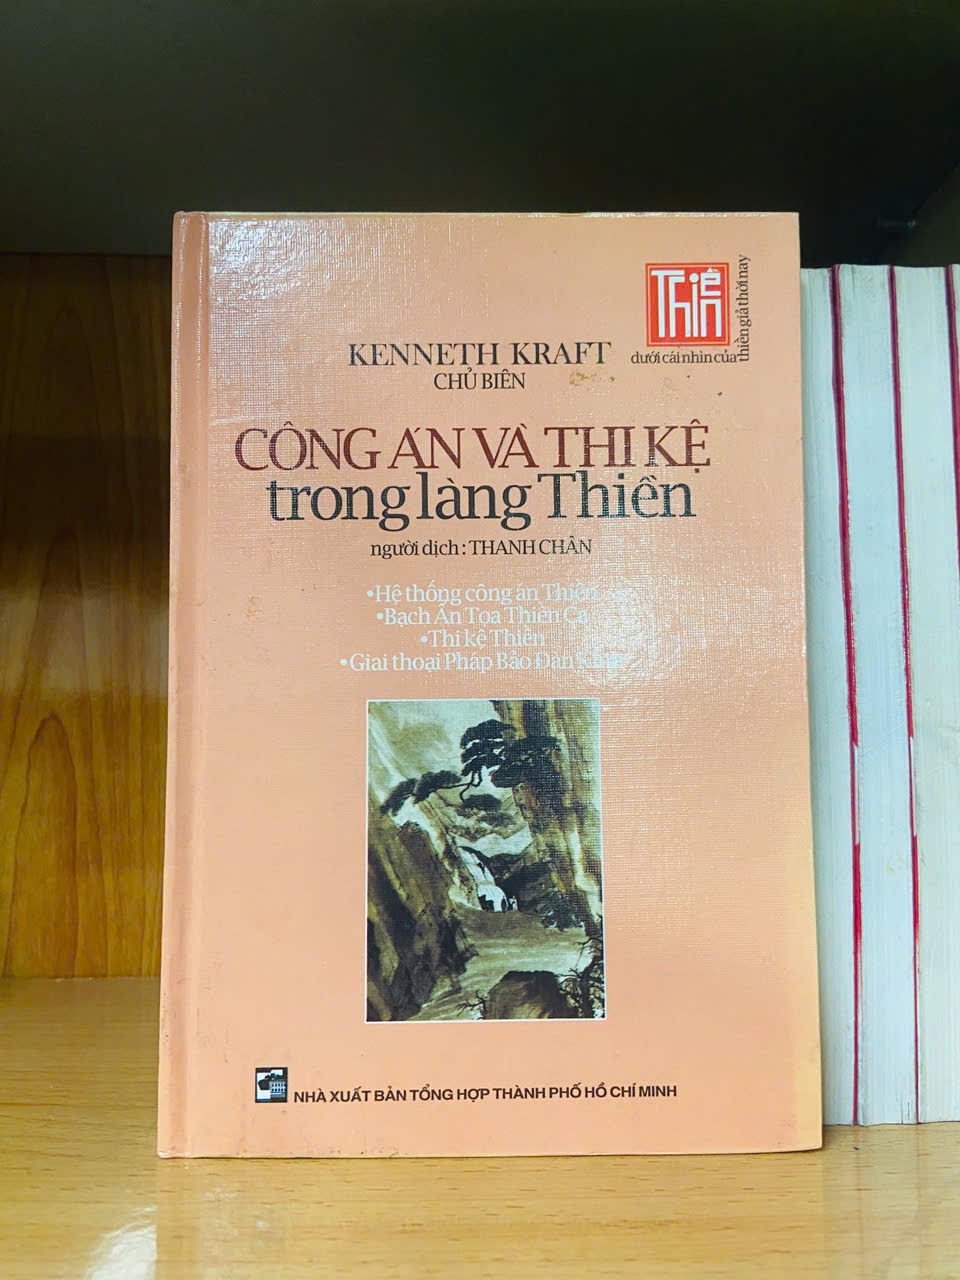 Thiền
dưới cái nhìn của
thiền giả thời nay
KENNETH KRAFT
CHỦ BIÊN
CÔNG ÁN VÀ THI KỆ
trong làng Thiền
người dịch : THANH CHÂN
•Hệ thống công án Thiền
•Bạch Ẩn Tọa Thiền Ca
•Thi kệ Thiền
•Giai thoại Pháp Bảo Đàn Kinh
NHÀ XUẤT BẢN TỔNG HỢP THÀNH PHỐ HỒ CHÍ MINH